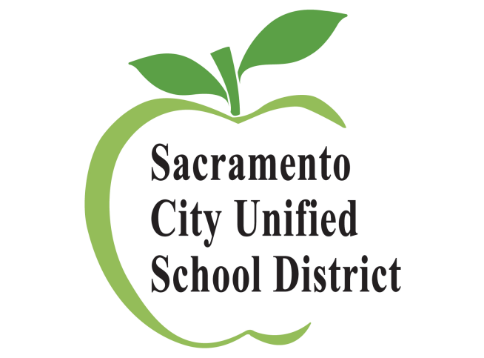 Sacramento
City Unified
School District